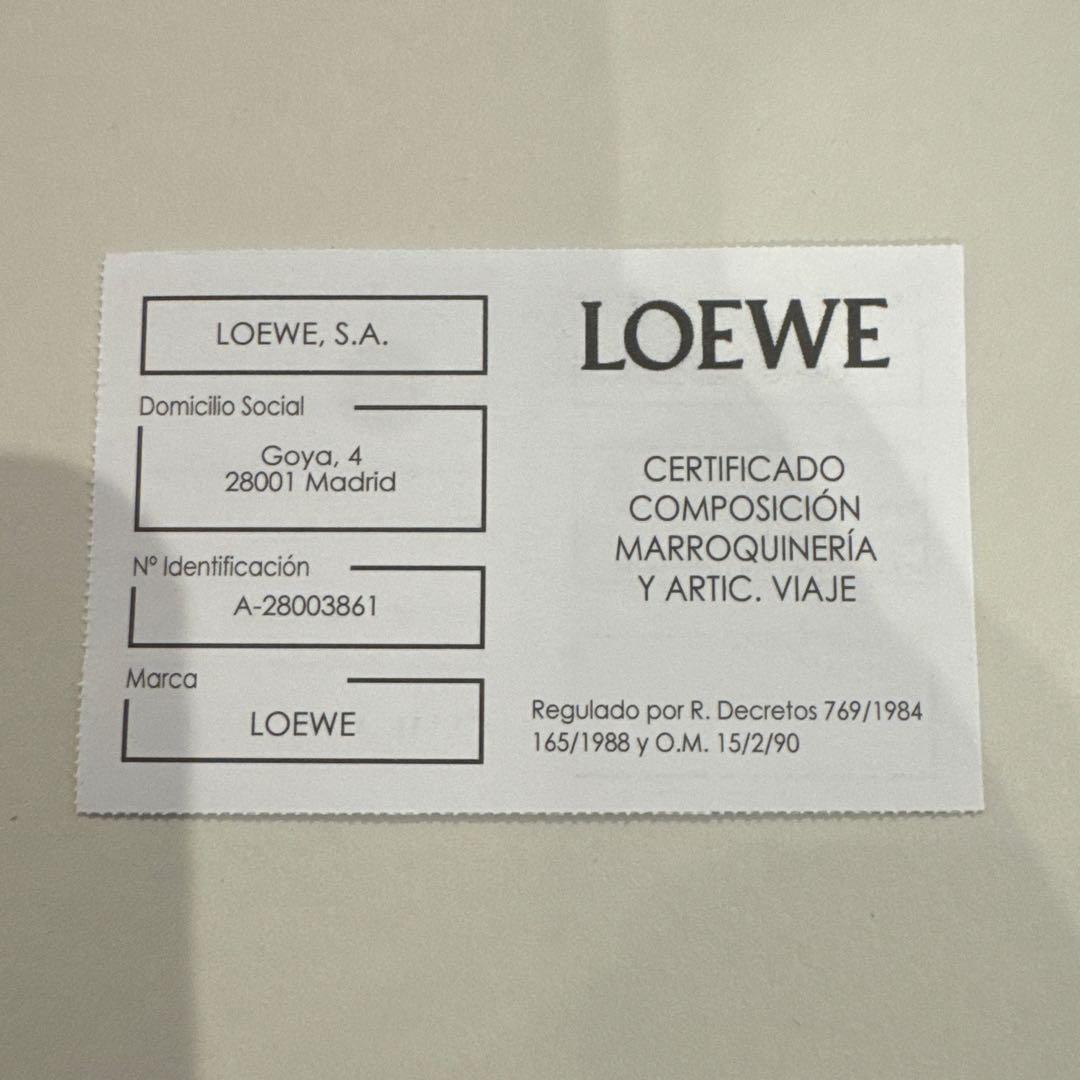 LOEWE, S.A.
Domicilio Social
Goya, 4
28001 Madrid
Nº Identificación
A-28003861
Marca
LOEWE
LOEWE
CERTIFICADO
COMPOSICIÓN
MARROQUINERÍA
Y ARTIC. VIAJE
Regulado por R. Decretos 769/1984
165/1988 y O.M. 15/2/90